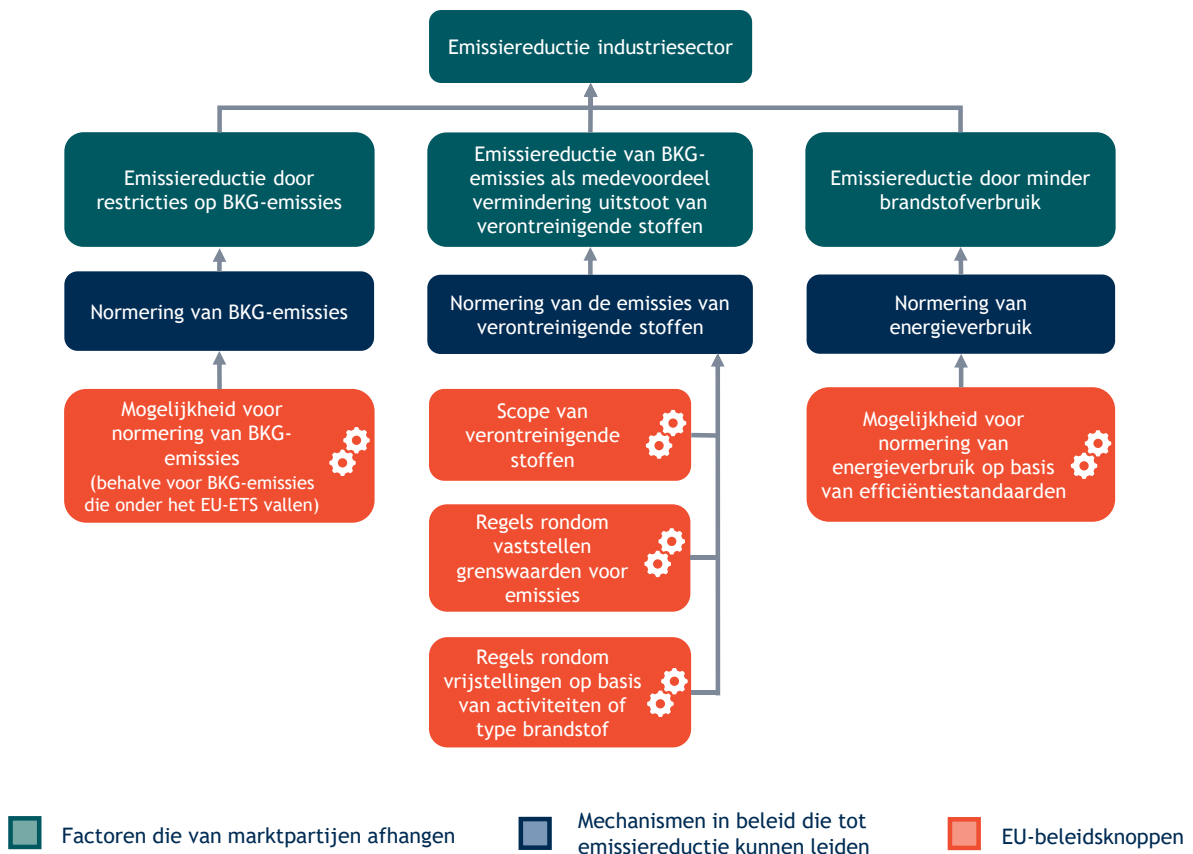 Emissiereductie industriesector
Emissiereductie door
restricties op BKG-emissies
Emissiereductie van BKG-
emissies als medevoordeel
vermindering uitstoot van
verontreinigende stoffen
Emissiereductie door minder
brandstofverbruik
Normering van BKG-emissies
Normering van de emissies van
verontreinigende stoffen
Normering van
energieverbruik
Mogelijkheid voor
normering van BKG-
emissies
(behalve voor BKG-emissies
die onder het EU-ETS vallen)
Scope van
verontreinigende
stoffen
Mogelijkheid voor
normering van
energieverbruik op basis
van efficiëntiestandaarden
Regels rondom
vaststellen
grenswaarden voor
emissies
Regels rondom
vrijstellingen op basis
van activiteiten of
type brandstof
Factoren die van marktpartijen afhangen
Mechanismen in beleid die tot
emissiereductie kunnen leiden
EU-beleidsknoppen